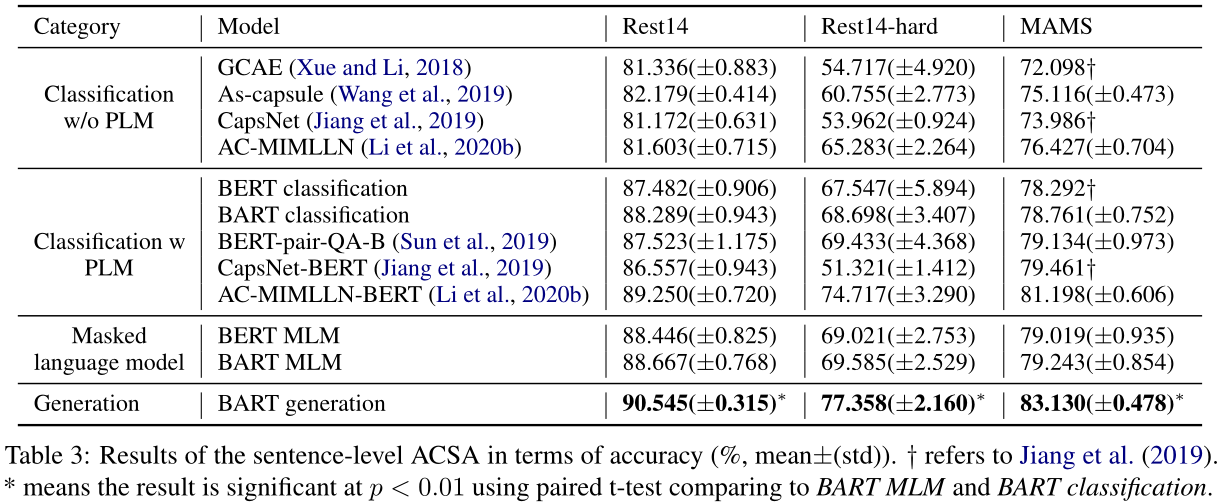 Category Model Rest14 Rest14-hard MAMS
GCAE (Xue and Li, 2018) 81.336(±0.883) 54.717(±4.920) 72.098†
Classification As-capsule (Wang et al., 2019) 82.179(±0.414) 60.755(±2.773) 75.116(±0.473)
w/o PLM CapsNet (Jiang et al., 2019) 81.172(±0.631) 53.962(±0.924) 73.986†
AC-MIMLLN (Li et al., 2020b) 81.603(±0.715) 65.283(±2.264) 76.427(±0.704)
BERT classification 87.482(±0.906) 67.547(±5.894) 78.292†
BART classification 88.289(±0.943) 68.698(±3.407) 78.761(±0.752)
Classification w BERT-pair-QA-B (Sun et al., 2019) 87.523(±1.175) 69.433(±4.368) 79.134(±0.973)
PLM CapsNet-BERT (Jiang et al., 2019) 86.557(±0.943) 51.321(±1.412) 79.461†
AC-MIMLLN-BERT (Li et al., 2020b) 89.250(±0.720) 74.717(±3.290) 81.198(±0.606)
Masked BERT MLM 88.446(±0.825) 69.021(±2.753) 79.019(±0.935)
language model BART MLM 88.667(±0.768) 69.585(±2.529) 79.243(±0.854)
Generation BART generation 90.545(±0.315)* 77.358(±2.160)* 83.130(±0.478)*
Table 3: Results of the sentence-level ACSA in terms of accuracy (%, mean±(std)). † refers to Jiang et al. (2019).
* means the result is significant at p < 0.01 using paired t-test comparing to BART MLM and BART classification.